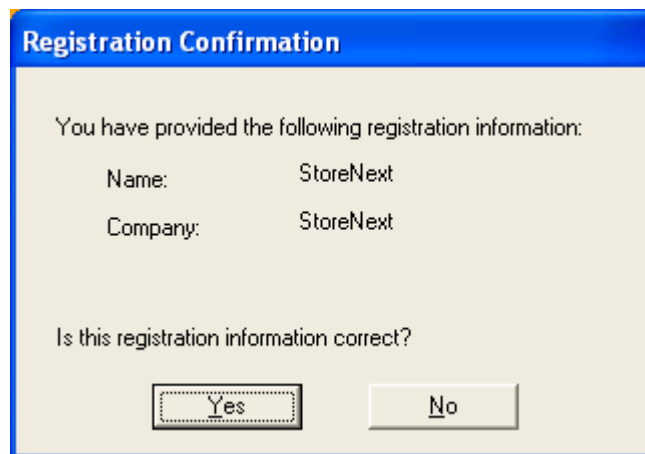 Registration Confirmation
You have provided the following registration information:
Name: StoreNext
Company: StoreNext
Is this registration information correct?
Yes No